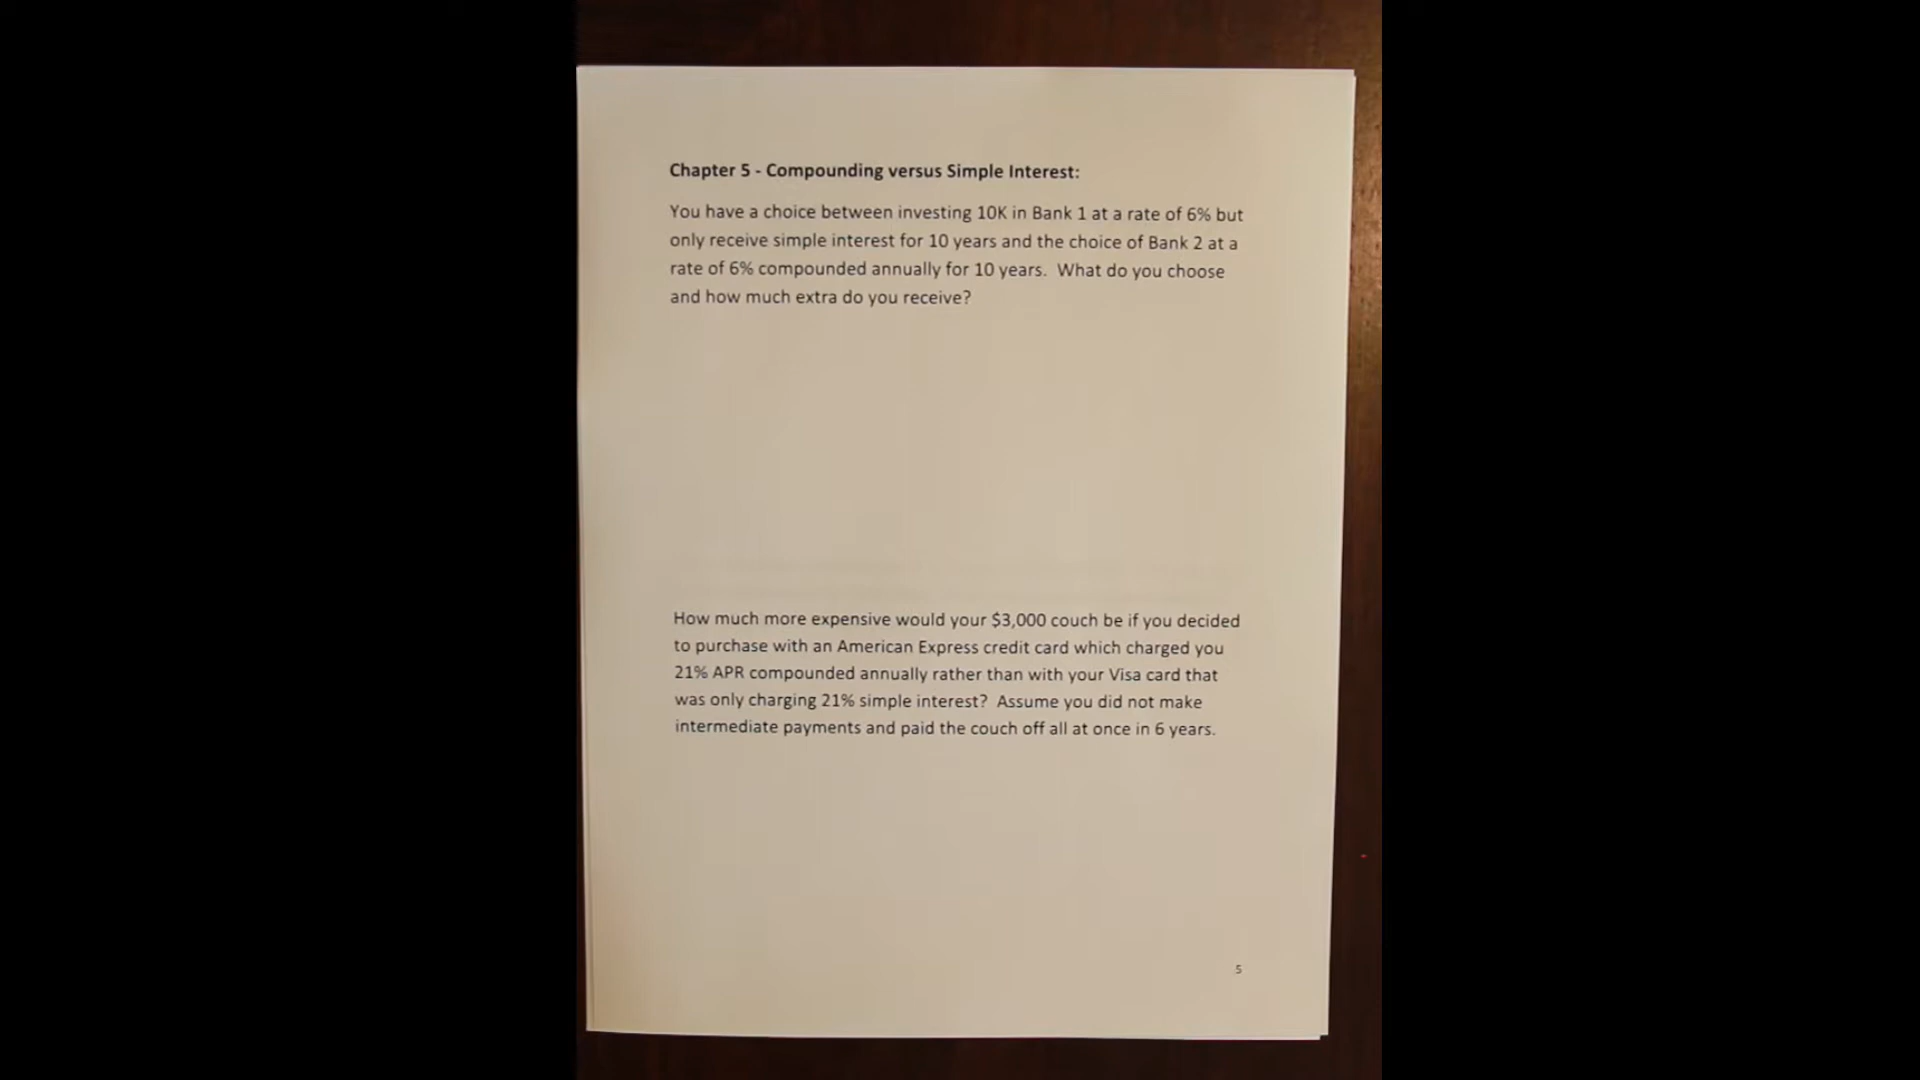 Chapter 5 - Compounding versus Simple Interest:
You have a choice between investing 10K in Bank 1 at a rate of 6% but
only receive simple interest for 10 years and the choice of Bank 2 at a
rate of 6% compounded annually for 10 years.  What do you choose
and how much extra do you receive?
How much more expensive would your $3,000 couch be if you decided
to purchase with an American Express credit card which charged you
21% APR compounded annually rather than with your Visa card that
was only charging 21% simple interest?  Assume you did not make
intermediate payments and paid the couch off all at once in 6 years.
5